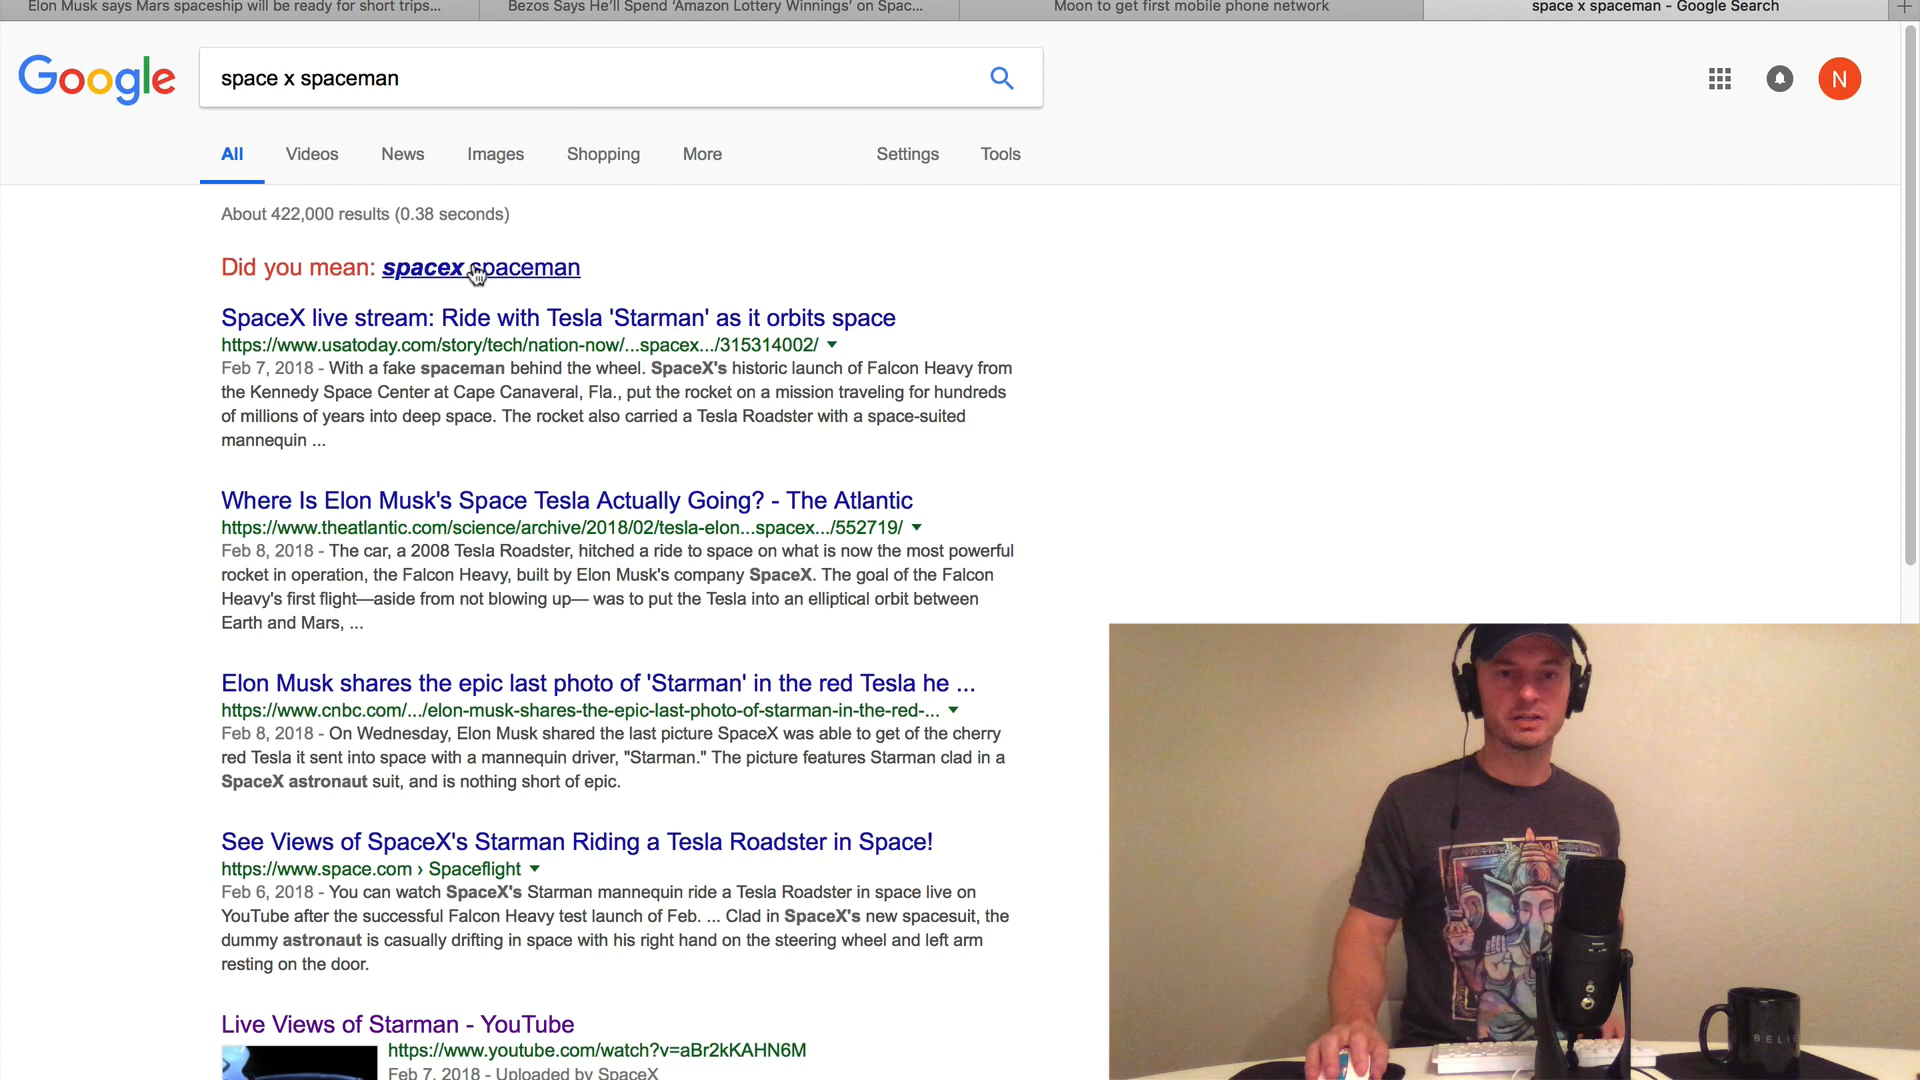 Elon Musk says Mars spaceship will be ready for short trips...
Bezos Says He'll Spend 'Amazon Lottery Winnings' on Spac...
Moon to get first mobile phone network
space x spaceman - Google Search
Google
space x spaceman
N
All
Videos
News
Images
Shopping
More
Settings
Tools
About 422,000 results (0.38 seconds)
Did you mean: spacex spaceman
SpaceX live stream: Ride with Tesla 'Starman' as it orbits space
https://www.usatoday.com/story/tech/nation-now/...spacex.../315314002/
Feb 7, 2018 - With a fake spaceman behind the wheel. SpaceX's historic launch of Falcon Heavy from
the Kennedy Space Center at Cape Canaveral, Fla., put the rocket on a mission traveling for hundreds
of millions of years into deep space. The rocket also carried a Tesla Roadster with a space-suited
mannequin ...
Where Is Elon Musk's Space Tesla Actually Going? - The Atlantic
https://www.theatlantic.com/science/archive/2018/02/tesla-elon...spacex.../552719/
Feb 8, 2018 - The car, a 2008 Tesla Roadster, hitched a ride to space on what is now the most powerful
rocket in operation, the Falcon Heavy, built by Elon Musk's company SpaceX. The goal of the Falcon
Heavy's first flight—aside from not blowing up— was to put the Tesla into an elliptical orbit between
Earth and Mars, ...
Elon Musk shares the epic last photo of 'Starman' in the red Tesla he ...
https://www.cnbc.com/.../elon-musk-shares-the-epic-last-photo-of-starman-in-the-red-...
Feb 8, 2018 - On Wednesday, Elon Musk shared the last picture SpaceX was able to get of the cherry
red Tesla it sent into space with a mannequin driver, "Starman." The picture features Starman clad in a
SpaceX astronaut suit, and is nothing short of epic.
See Views of SpaceX's Starman Riding a Tesla Roadster in Space!
https://www.space.com › Spaceflight
Feb 6, 2018 - You can watch SpaceX's Starman mannequin ride a Tesla Roadster in space live on
YouTube after the successful Falcon Heavy test launch of Feb. ... Clad in SpaceX's new spacesuit, the
dummy astronaut is casually drifting in space with his right hand on the steering wheel and left arm
resting on the door.
Live Views of Starman - YouTube
https://www.youtube.com/watch?v=aBr2kKAHN6M
Feb 7, 2018 - Uploaded by SpaceX
BELI